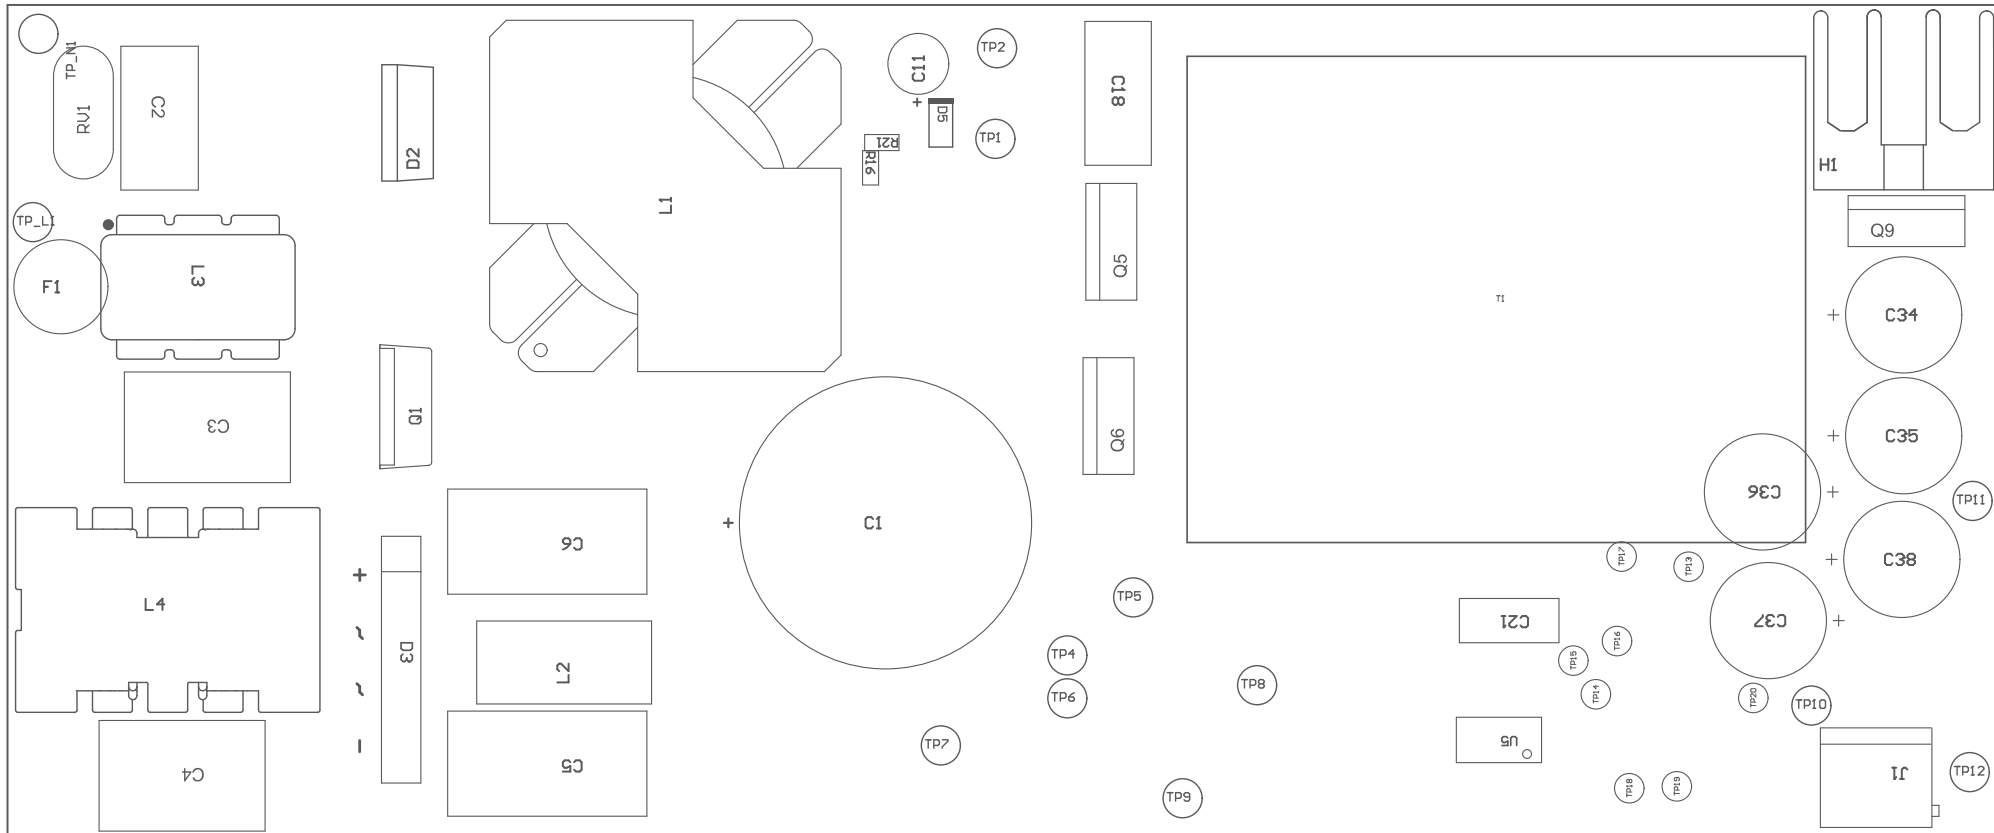 TP_N1
RV1
C2
D2
L1
C11
+
D5
R21
R16
TP2
TP1
C18
H1
TP_L1
F1
L3
Q5
T1
Q9
+
C34
C3
Q1
Q6
+
C35
C36
+
TP11
+
C1
C6
+
C38
L4
+
~
~
-
D3
L2
TP17
TP13
TP5
C21
C37
+
TP4
TP6
TP8
TP15
TP16
TP14
TP20
TP10
C4
C5
TP7
TP9
U5
TP18
TP19
J1
TP12